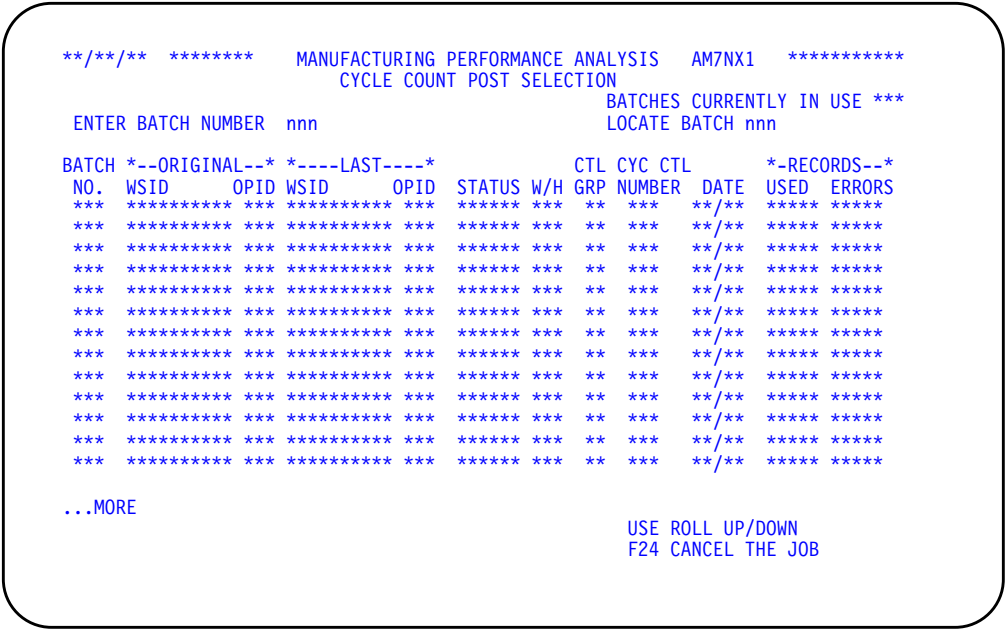 **/**/** ******** MANUFACTURING PERFORMANCE ANALYSIS AM7NX1 ***********
CYCLE COUNT POST SELECTION
BATCHES CURRENTLY IN USE ***
ENTER BATCH NUMBER nnn LOCATE BATCH nnn
BATCH *--ORIGINAL--* *----LAST----* CTL CYC CTL *-RECORDS--*
NO. WSID OPID WSID OPID STATUS W/H GRP NUMBER DATE USED ERRORS
*** ********** *** ********** *** ****** *** ** *** **/** ***** *****
*** ********** *** ********** *** ****** *** ** *** **/** ***** *****
*** ********** *** ********** *** ****** *** ** *** **/** ***** *****
*** ********** *** ********** *** ****** *** ** *** **/** ***** *****
*** ********** *** ********** *** ****** *** ** *** **/** ***** *****
*** ********** *** ********** *** ****** *** ** *** **/** ***** *****
*** ********** *** ********** *** ****** *** ** *** **/** ***** *****
*** ********** *** ********** *** ****** *** ** *** **/** ***** *****
*** ********** *** ********** *** ****** *** ** *** **/** ***** *****
*** ********** *** ********** *** ****** *** ** *** **/** ***** *****
*** ********** *** ********** *** ****** *** ** *** **/** ***** *****
*** ********** *** ********** *** ****** *** ** *** **/** ***** *****
*** ********** *** ********** *** ****** *** ** *** **/** ***** *****
...MORE
USE ROLL UP/DOWN
F24 CANCEL THE JOB